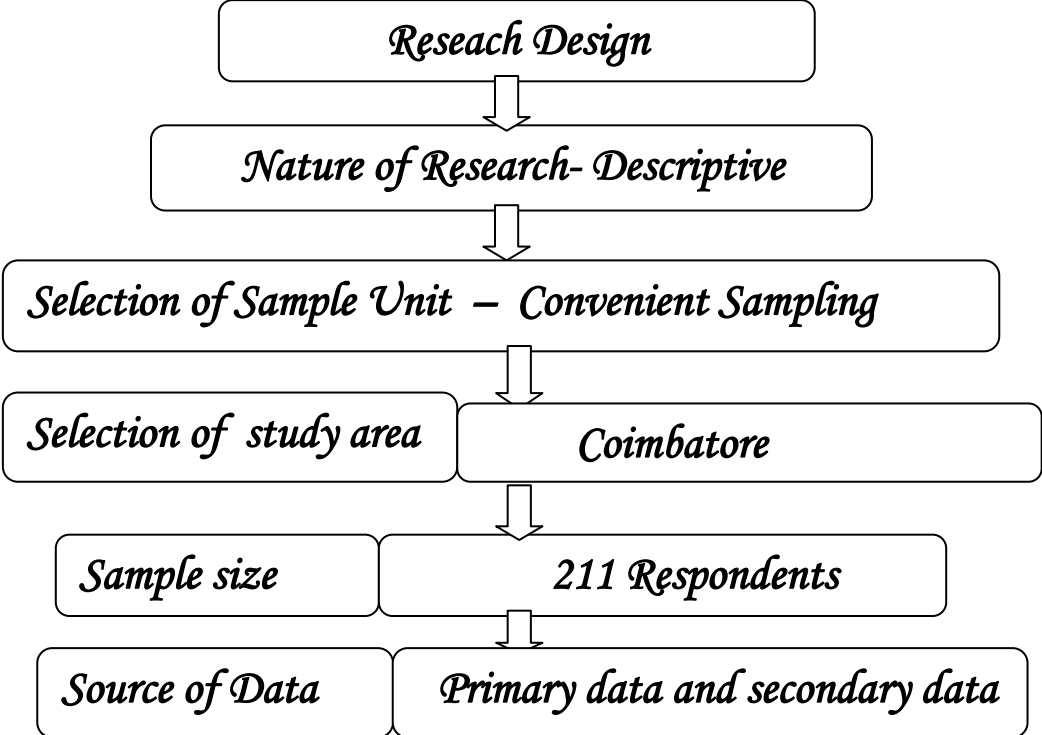 Reseach Design
Nature of Research- Descriptive
Selection of Sample Unit – Convenient Sampling
Selection of study area
Coimbatore
Sample size
211 Respondents
Source of Data
Primary data and secondary data